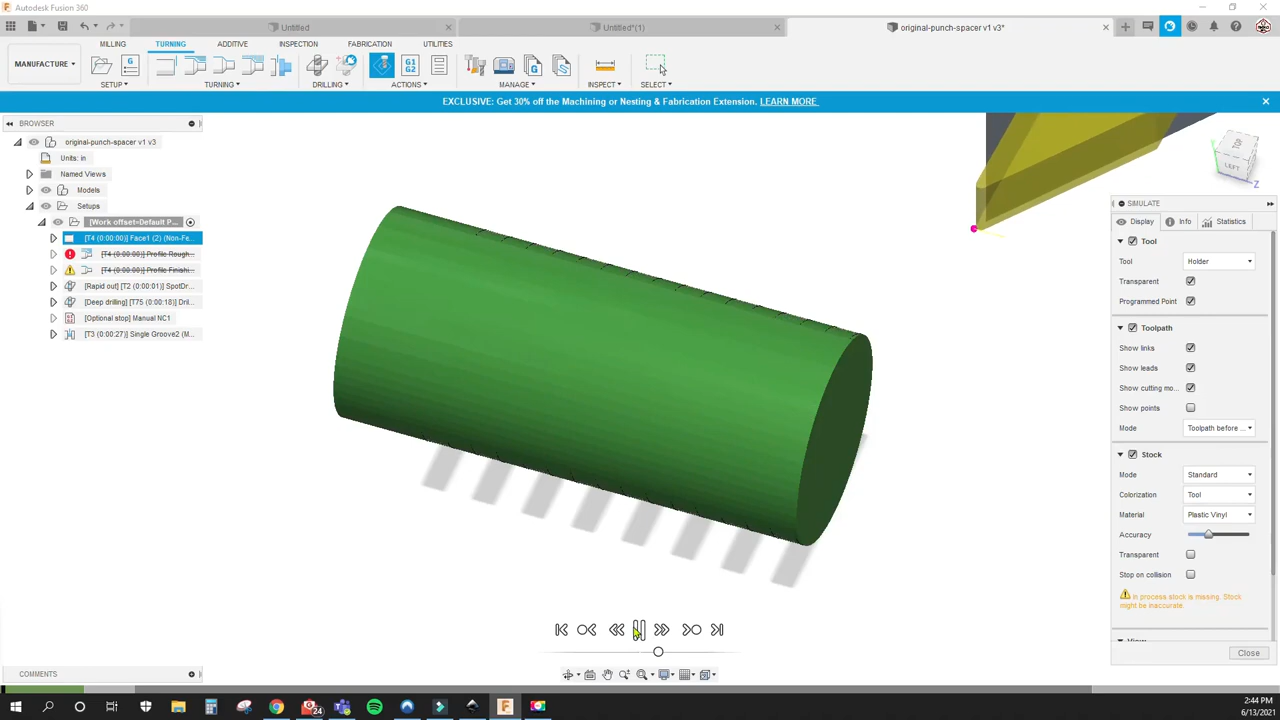 Autodesk Fusion 360
Untitled
Untitled*(1)
original-punch-spacer v1 v3*
MILLING
TURNING
ADDITIVE
INSPECTION
FABRICATION
UTILITIES
MANUFACTURE
G1
G2
SETUP
TURNING
DRILLING
ACTIONS
MANAGE
INSPECT
SELECT
EXCLUSIVE: Get 30% off the Machining or Nesting & Fabrication Extension. LEARN MORE
BROWSER
original-punch-spacer v1 v3
Units: in
Named Views
Models
Setups
[Work offset=Default P...
[T4 (0:00:00)] Face1 (2) (Non-Fe...
[T4 (0:00:00)] Profile Rough...
[T4 (0:00:00)] Profile Finishi...
[Rapid out] [T2 (0:00:01)] SpotDr...
[Deep drilling] [T75 (0:00:18)] Dril...
[Optional stop] Manual NC1
[T3 (0:00:27)] Single Groove2 (M...
LEFT
Z
SIMULATE
Display
Info
Statistics
Tool
Tool
Holder
Transparent
Programmed Point
Toolpath
Show links
Show leads
Show cutting mo...
Show points
Mode
Toolpath before ...
Stock
Mode
Standard
Colorization
Tool
Material
Plastic Vinyl
Accuracy
Transparent
Stop on collision
In process stock is missing. Stock
might be inaccurate.
View
Close
COMMENTS
24
2:44 PM
6/13/2021